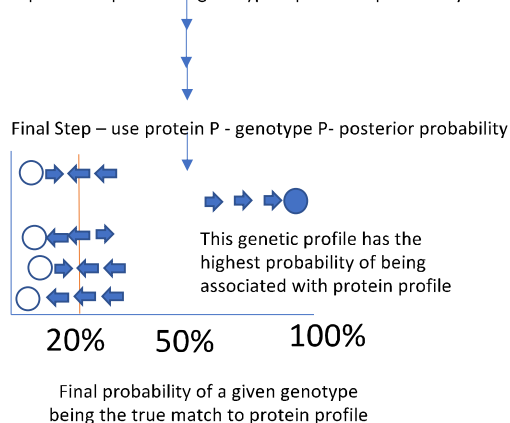 Final Step – use protein P - genotype P- posterior probability
This genetic profile has the
highest probability of being
associated with protein profile
20%
50%
100%
Final probability of a given genotype
being the true match to protein profile